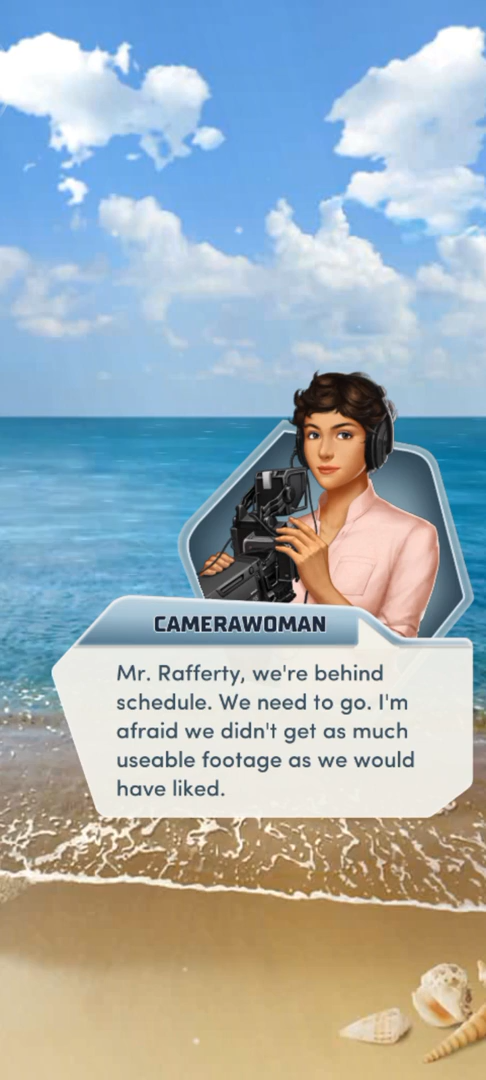 CAMERAWOMAN
Mr. Rafferty, we're behind
schedule. We need to go. I'm
afraid we didn't get as much
useable footage as we would
have liked.